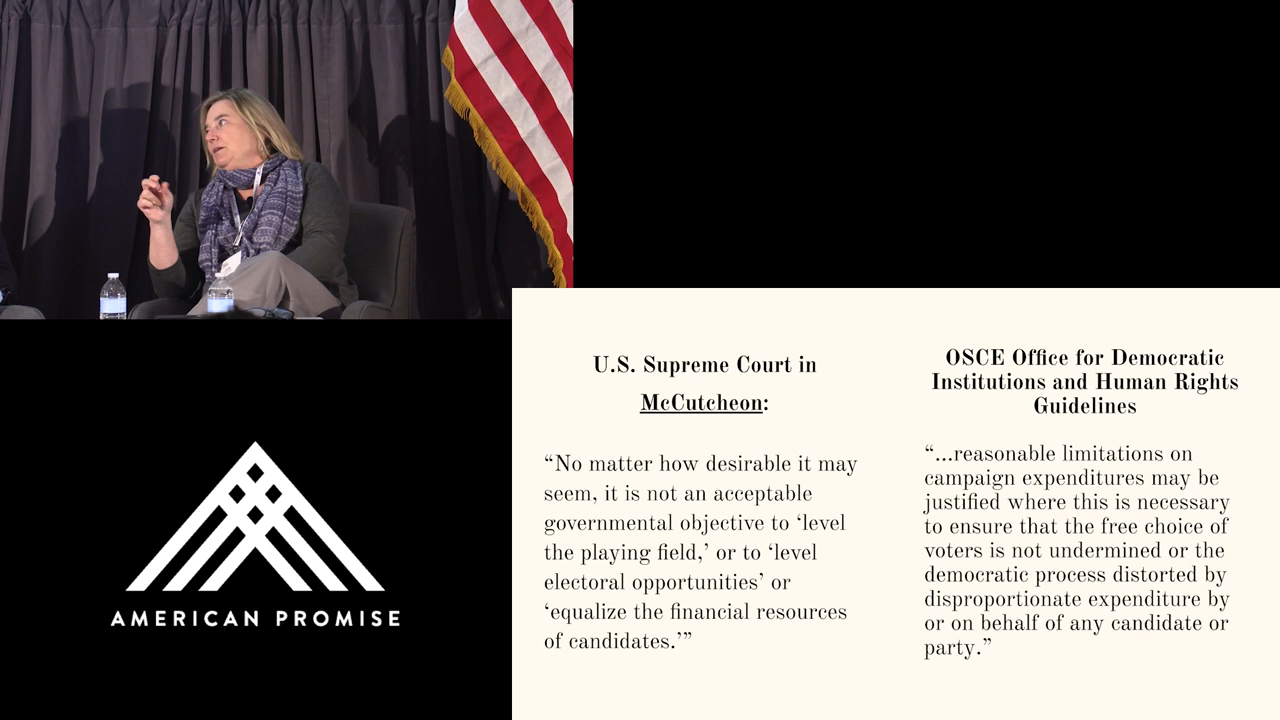 U.S. Supreme Court in
McCutcheon:
“No matter how desirable it may
seem, it is not an acceptable
governmental objective to ‘level
the playing field,’ or to ‘level
electoral opportunities’ or
‘equalize the financial resources
of candidates.’”
OSCE Office for Democratic
Institutions and Human Rights
Guidelines
“...reasonable limitations on
campaign expenditures may be
justified where this is necessary
to ensure that the free choice of
voters is not undermined or the
democratic process distorted by
disproportionate expenditure by
or on behalf of any candidate or
party.”
AMERICAN PROMISE